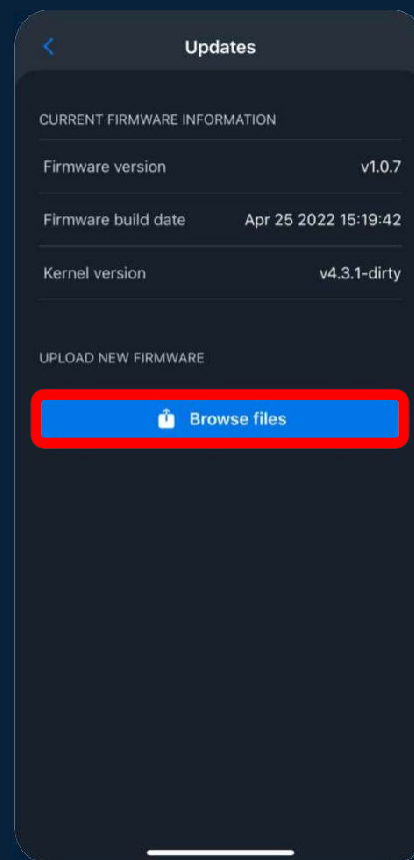 Updates
CURRENT FIRMWARE INFORMATION
Firmware version v1.0.7
Firmware build date Apr 25 2022 15:19:42
Kernel version v4.3.1-dirty
UPLOAD NEW FIRMWARE
Browse files